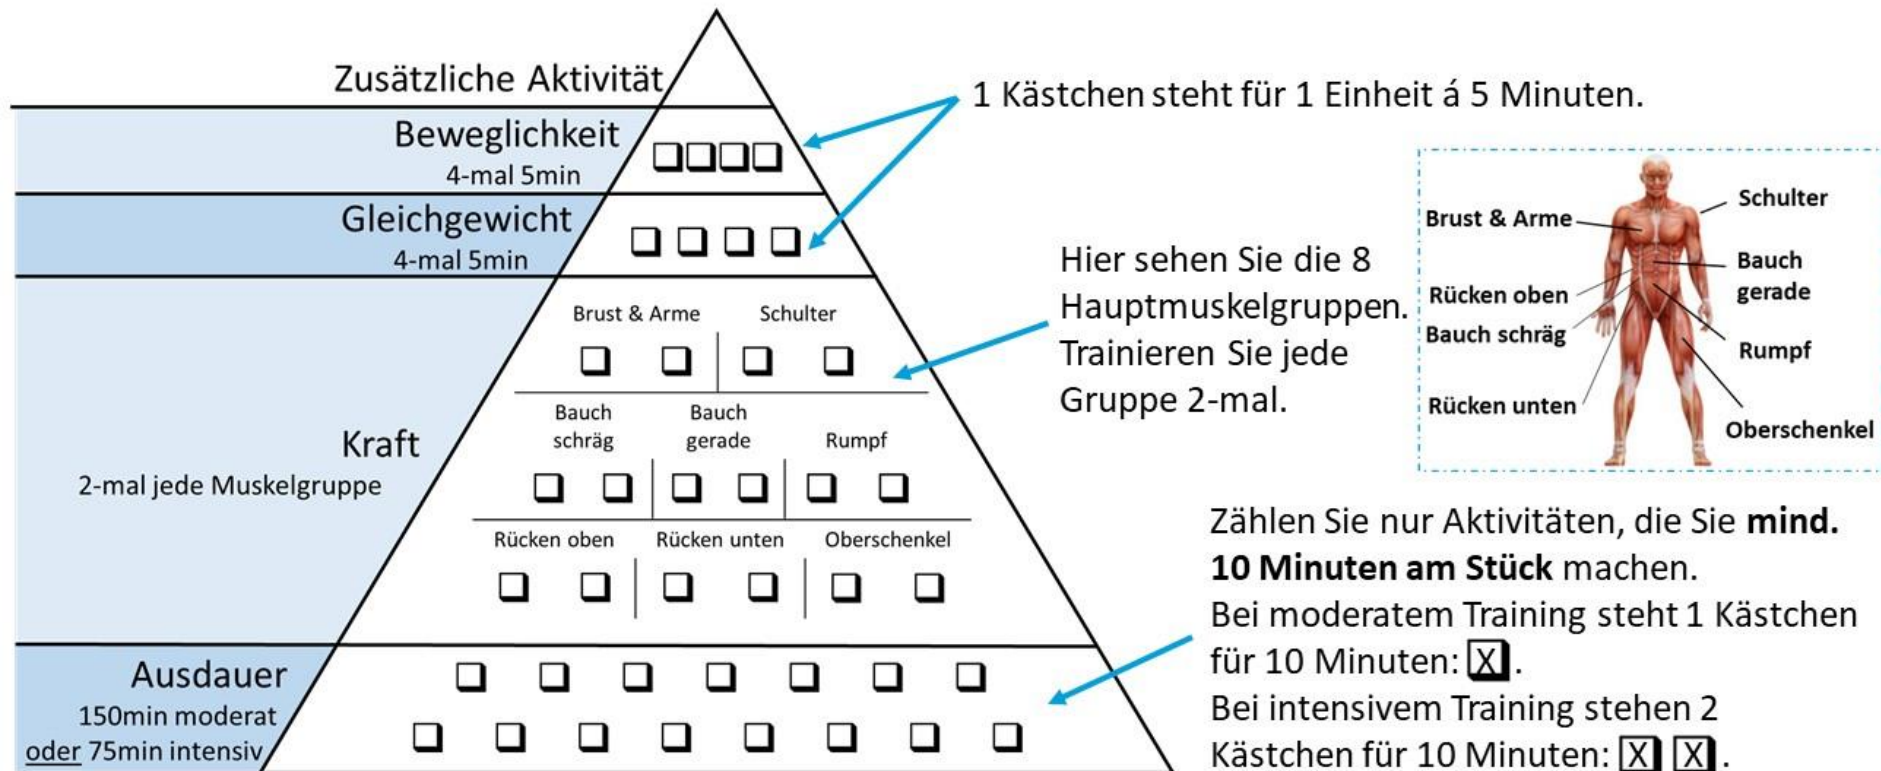 Zusätzliche Aktivität
1 Kästchen steht für 1 Einheit á 5 Minuten.
Beweglichkeit
4-mal 5min
Gleichgewicht
4-mal 5min
Hier sehen Sie die 8
Hauptmuskelgruppen.
Trainieren Sie jede
Gruppe 2-mal.
Brust & Arme
Schulter
Rücken oben
Bauch
gerade
Bauch schräg
Rumpf
Rücken unten
Oberschenkel
Kraft
2-mal jede Muskelgruppe
Brust & Arme
Schulter
Bauch
schräg
Bauch
gerade
Rumpf
Rücken oben
Rücken unten
Oberschenkel
Zählen Sie nur Aktivitäten, die Sie mind.
10 Minuten am Stück machen.
Bei moderatem Training steht 1 Kästchen
für 10 Minuten: X.
Bei intensivem Training stehen 2
Kästchen für 10 Minuten: X X.
Ausdauer
150min moderat
oder 75min intensiv